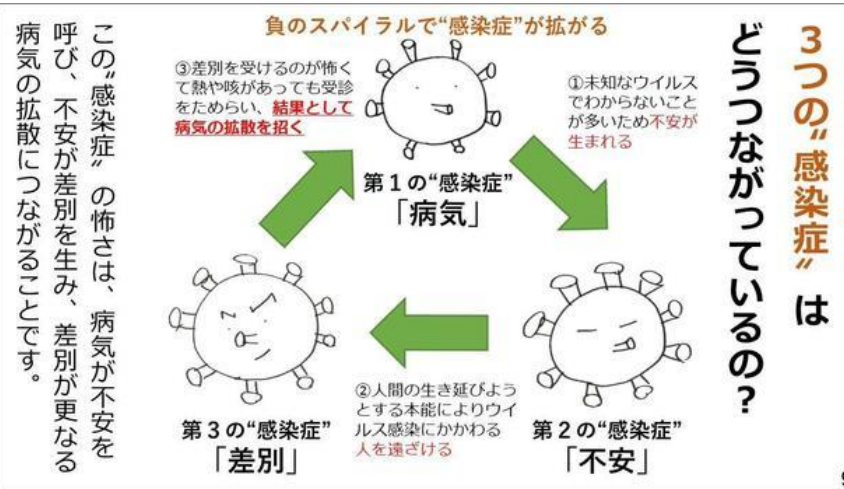 3つの“感染症”は
どうつながっているの?
負のスパイラルで“感染症”が拡がる
第1の“感染症”
「病気」
①未知なウイルス
でわからないこと
が多いため不安が
生まれる
第2の“感染症”
「不安」
②人間の生き延びよう
とする本能によりウイ
ルス感染にかかわる
人を遠ざける
第3の“感染症”
「差別」
③差別を受けるのが怖く
て熱や咳があっても受診
をためらい、結果として
病気の拡散を招く
この“感染症”の怖さは、病気が不安を
呼び、不安が差別を生み、差別が更なる
病気の拡散につながることです。